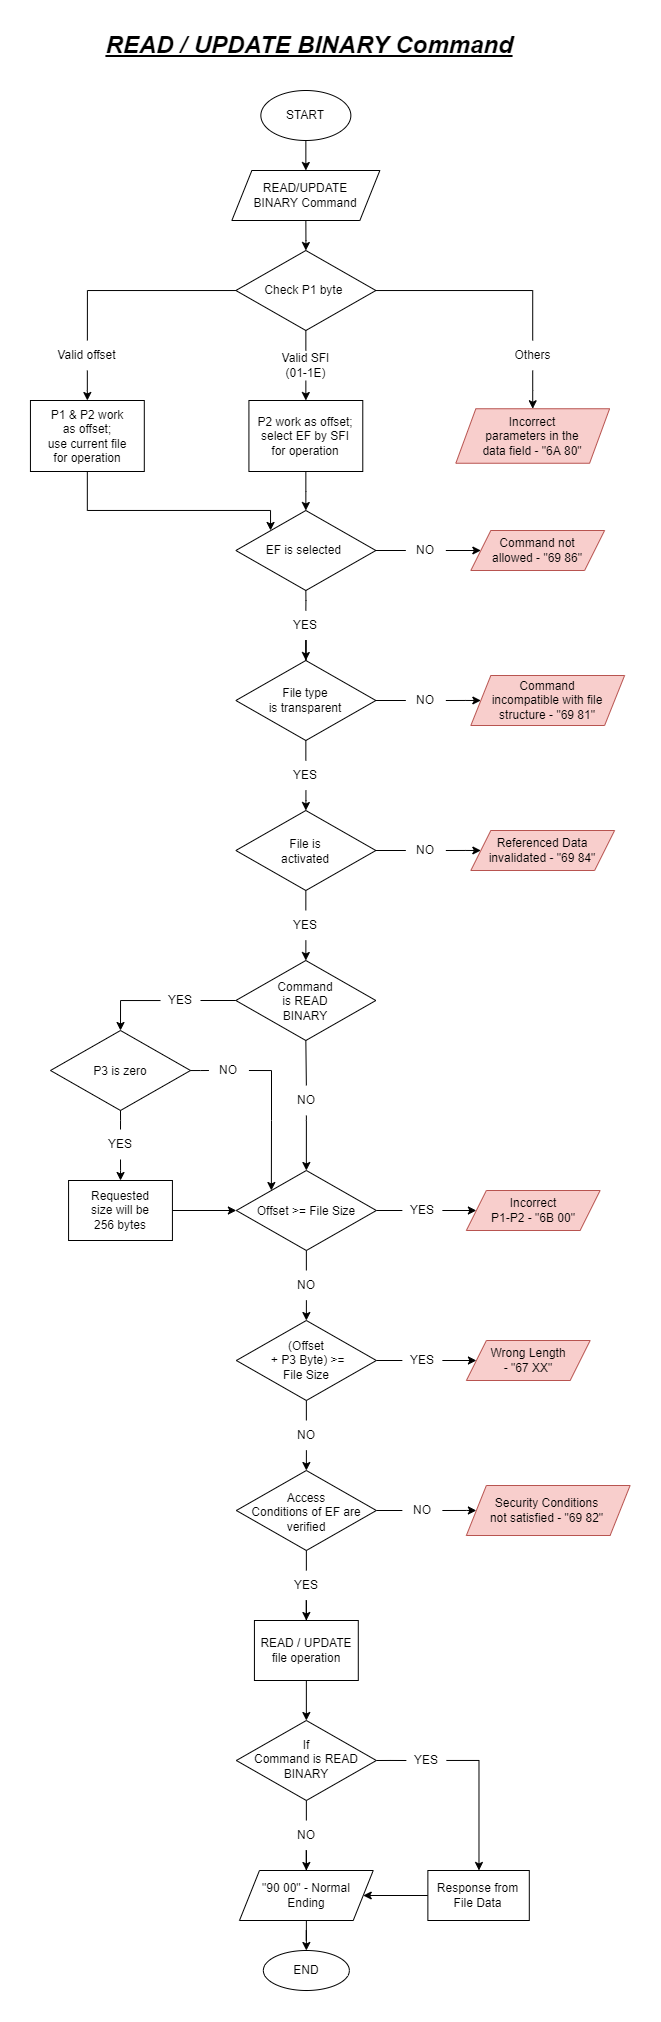 READ / UPDATE BINARY Command
START
READ/UPDATE
BINARY Command
Check P1 byte
Valid offset
Valid SFI
(01-1E)
Others
P1 & P2 work
as offset;
use current file
for operation
P2 work as offset;
select EF by SFI
for operation
Incorrect
parameters in the
data field - "6A 80"
EF is selected
NO
Command not
allowed - "69 86"
YES
File type
is transparent
NO
Command
incompatible with file
structure - "69 81"
YES
File is
activated
NO
Referenced Data
invalidated - "69 84"
YES
Command
is READ
BINARY
YES
P3 is zero
NO
NO
YES
Requested
size will be
256 bytes
Offset >= File Size
YES
Incorrect
P1-P2 - "6B 00"
NO
(Offset
+ P3 Byte) >=
File Size
YES
Wrong Length
- "67 XX"
NO
Access
Conditions of EF are
verified
NO
Security Conditions
not satisfied - "69 82"
YES
READ / UPDATE
file operation
If
Command is READ
BINARY
YES
NO
"90 00" - Normal
Ending
Response from
File Data
END